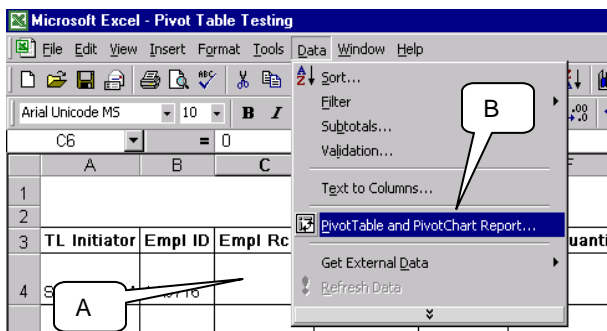 Microsoft Excel - Pivot Table Testing
File Edit View Insert Format Tools Data Window Help
Sort...
Arial Unicode MS 10 B I
Filter
B
.00
.0
Subtotals...
C6 = 0
Validation...
A B C
Text to Columns...
1
2
PivotTable and PivotChart Report...
3 TL Initiator Empl ID Empl Rc
Get External Data
4
Refresh Data
A